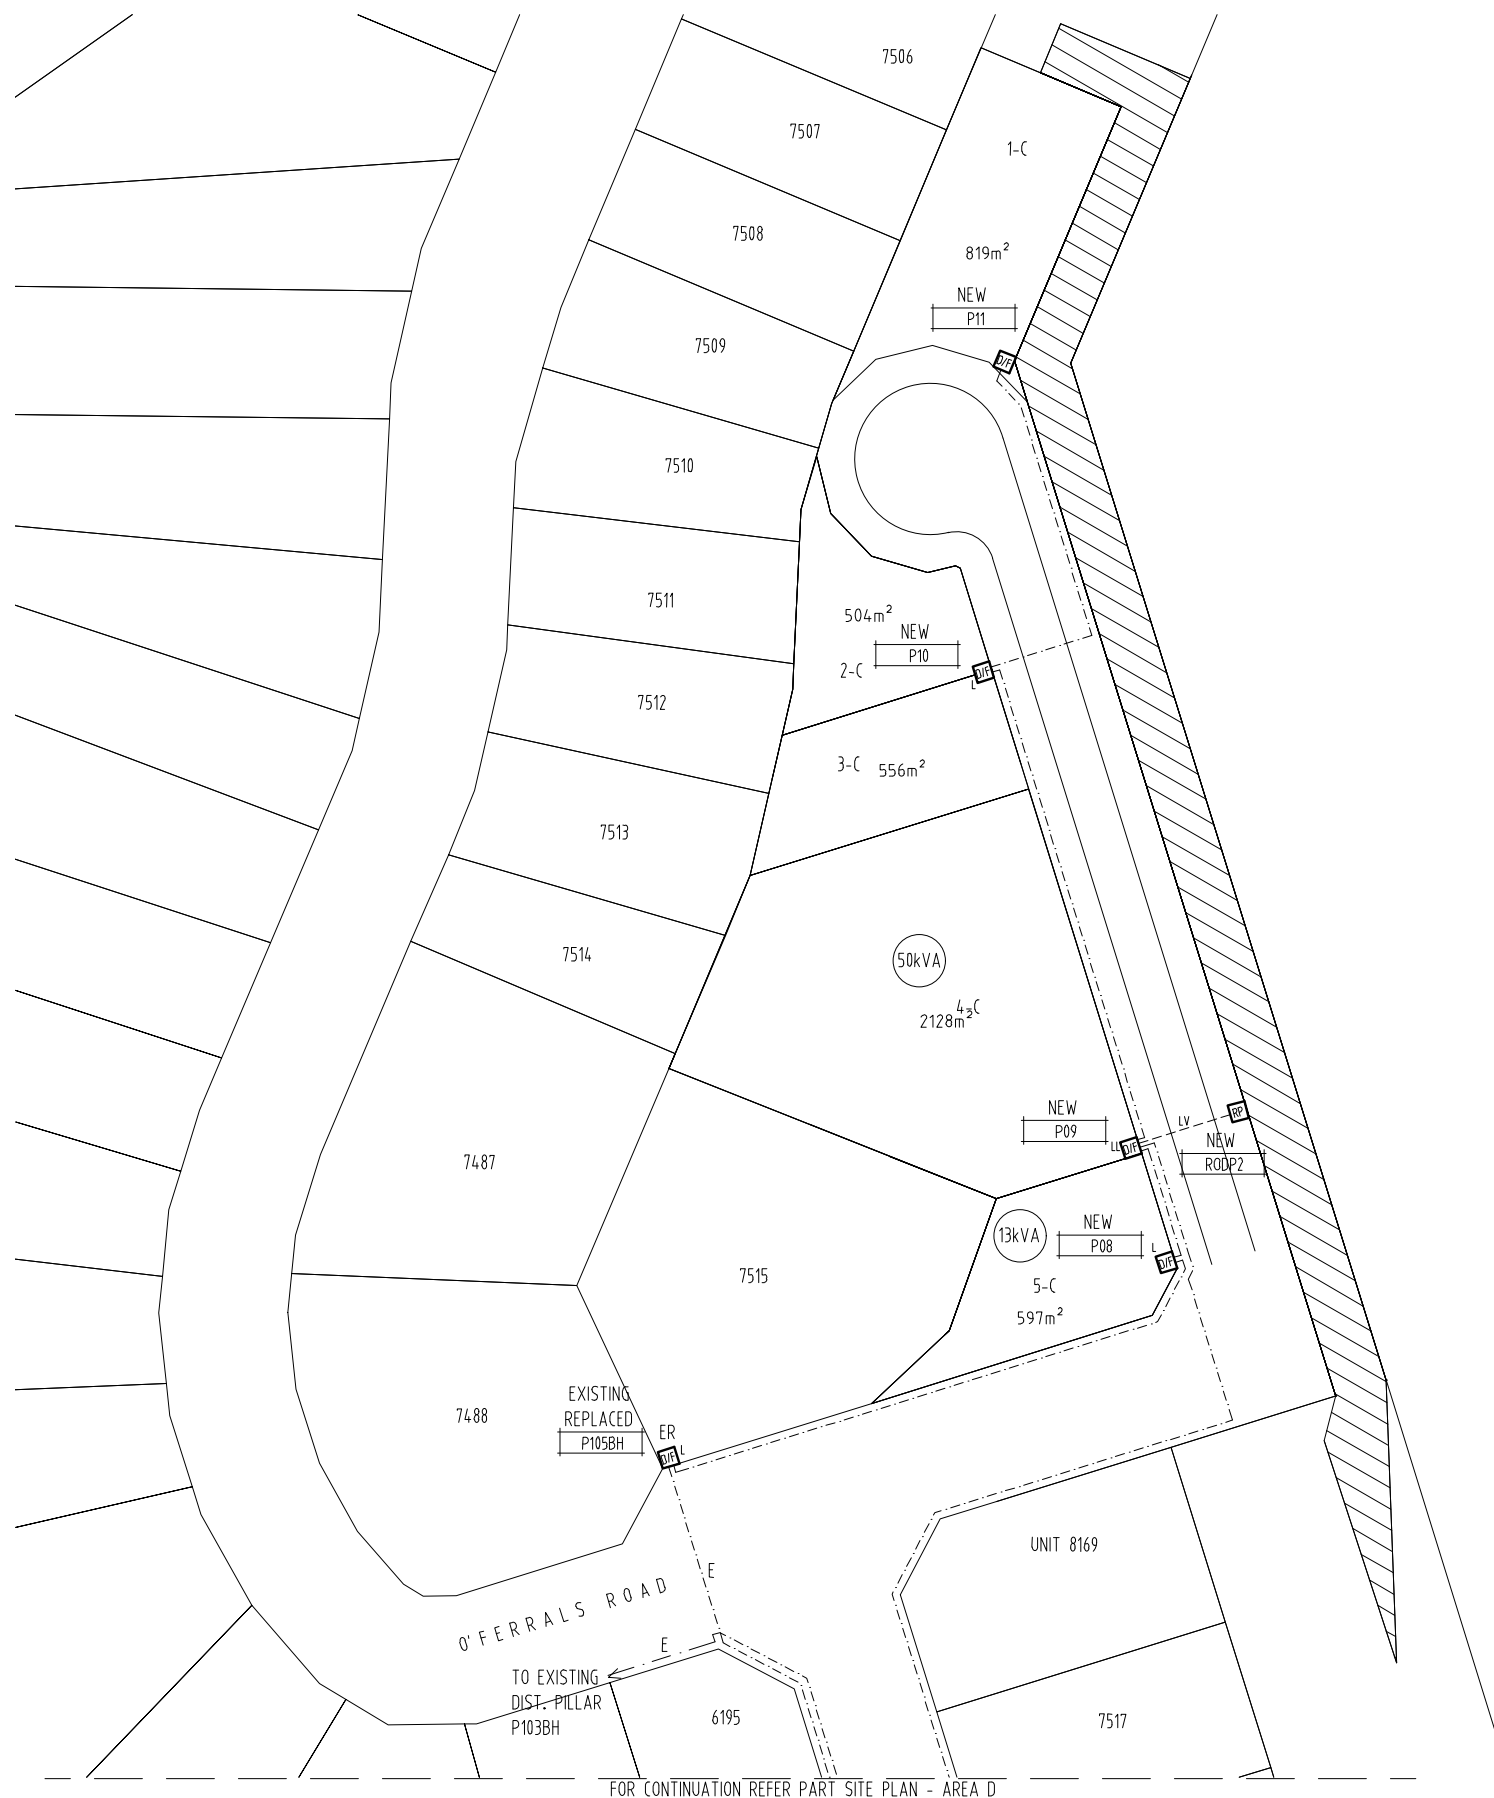 7506
7507
1-C
7508
819m²
NEW
P11
7509
D/F
7510
7511
504m²
NEW
P10
2-C
D/F
L
7512
3-C
556m²
7513
7514
50kVA
4-C
2128m²
NEW
P09
LL
D/F
LV
RP
NEW
RODP2
7487
13kVA
NEW
P08
L
D/F
7515
5-C
597m²
EXISTING
REPLACED
P105BH
ER
D/F
L
7488
UNIT 8169
E
O'FERRALS ROAD
E
TO EXISTING
DIST. PILLAR
P103BH
6195
7517
FOR CONTINUATION REFER PART SITE PLAN - AREA D